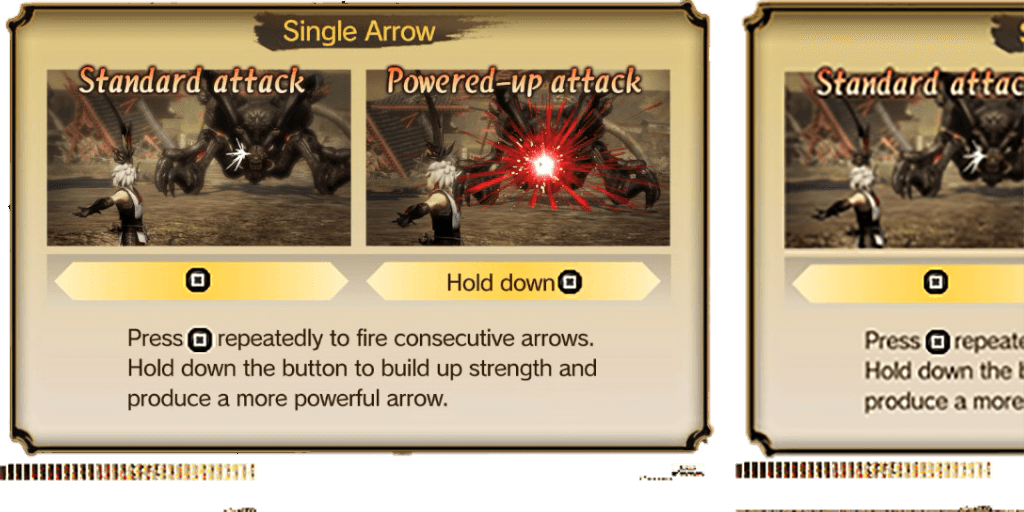 Single Arrow
Standard attack
Powered-up attack
Hold down
Press repeatedly to fire consecutive arrows.
Hold down the button to build up strength and
produce a more powerful arrow.
Standard attac
Press repeate
Hold down the b
produce a more